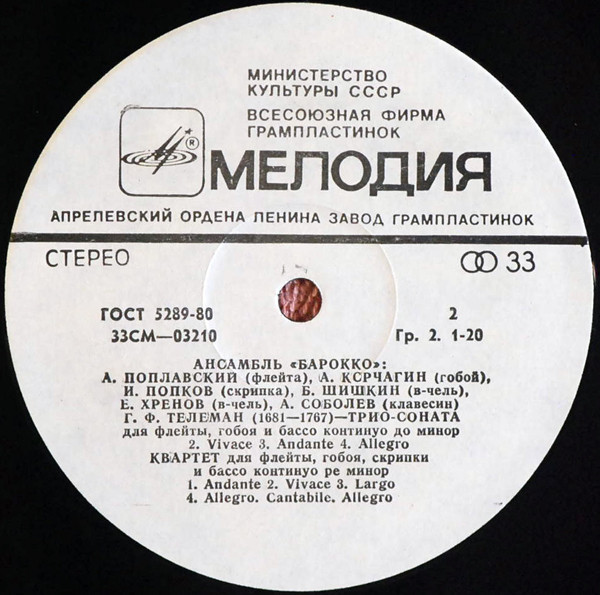 МИНИСТЕРСТВО
КУЛЬТУРЫ СССР
ВСЕСОЮЗНАЯ ФИРМА
ГРАМПЛАСТИНОК
®
МЕЛОДИЯ
АПРЕЛЕВСКИЙ ОРДЕНА ЛЕНИНА ЗАВОД ГРАМПЛАСТИНОК
СТЕРЕО 33
ГОСТ 5289-80 2
33СМ—03210 Гр. 2. 1-20
АНСАМБЛЬ «БАРОККО»:
А. ПОПЛАВСКИЙ (флейта), А. КОРЧАГИН (гобой),
И. ПОПКОВ (скрипка), Б. ШИШКИН (в-чель),
Е. ХРЕНОВ (в-чель), А. СОБОЛЕВ (клавесин)
Г. Ф. ТЕЛЕМАН (1681—1767)—ТРИО-СОНАТА
для флейты, гобоя и бассо континуо до минор
2. Vivace 3. Andante 4. Allegro
КВАРТЕТ для флейты, гобоя, скрипки
и бассо континуо ре минор
1. Andante 2. Vivace 3. Largo
4. Allegro. Cantabile. Allegro